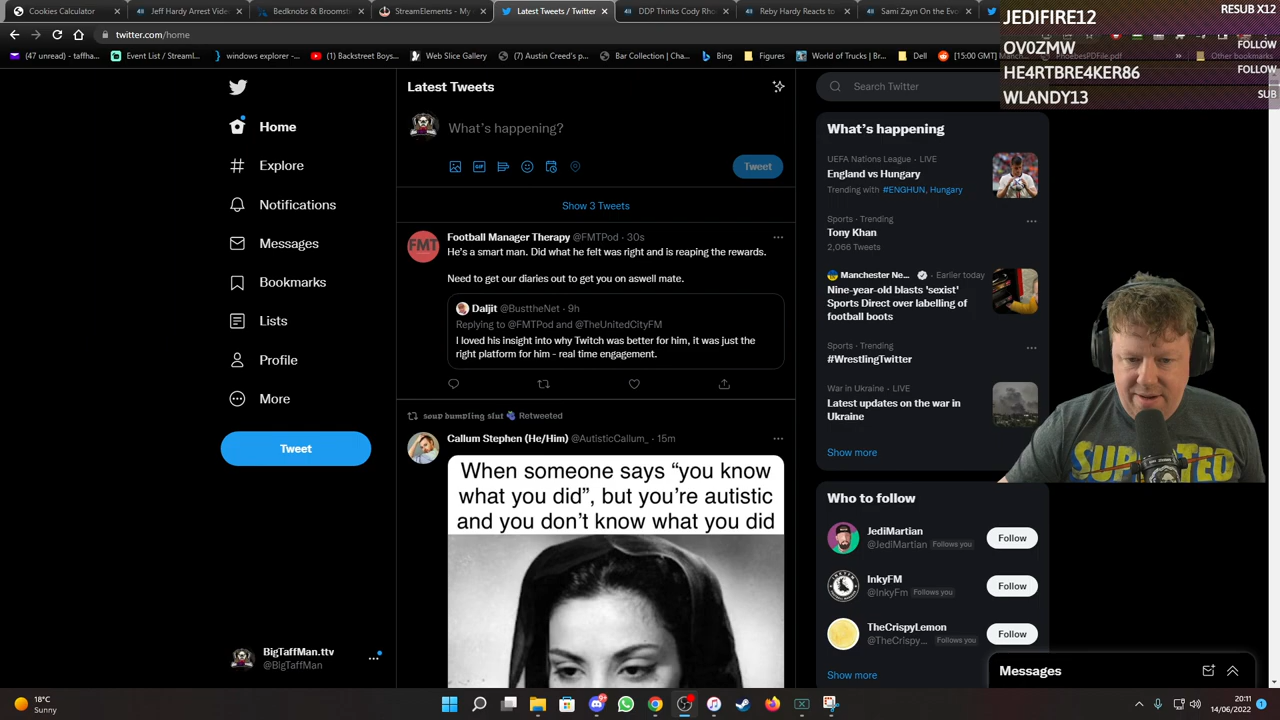 Cookies Calculator
Jeff Hardy Arrest Vide
Bedknobs & Broomst
StreamElements - My
Latest Tweets / Twitter
DDP Thinks Cody Rh
Reby Hardy Reacts to
Sami Zayn On the Ev
JEDIFIRE12
RESUB X12
OV0ZMW
FOLLOW
HE4RTBRE4KER86
FOLLOW
WLANDY13
SUB
twitter.com/home
(47 unread) - taffha...
Event List / Streaml...
windows explorer -...
(1) Backstreet Boys...
Web Slice Gallery
(7) Austin Creed's p...
Bar Collection | Cha...
Bing
Figures
World of Trucks | Br...
Dell
[15:00 GMT]
PhoebesPDFile.pdf
Other bookmarks
Home
Explore
Notifications
Messages
Bookmarks
Lists
Profile
More
Tweet
BigTaffMan.ttv
@BigTaffMan
Latest Tweets
What's happening?
GIF
Tweet
Show 3 Tweets
FMT
Football Manager Therapy @FMTPod · 30s
He's a smart man. Did what he felt was right and is reaping the rewards.
Need to get our diaries out to get you on aswell mate.
Daljit @BusttheNet · 9h
Replying to @FMTPod and @TheUnitedCityFM
I loved his insight into why Twitch was better for him, it was just the
right platform for him - real time engagement.
Retweeted
Callum Stephen (He/Him) @AutisticCallum_ · 15m
When someone says “you know
what you did”, but you’re autistic
and you don’t know what you did
Search Twitter
What's happening
UEFA Nations League · LIVE
England vs Hungary
Trending with #ENGHUN, Hungary
Sports · Trending
Tony Khan
2,066 Tweets
Manchester Ne... · Earlier today
Nine-year-old blasts 'sexist'
Sports Direct over labelling of
football boots
Sports · Trending
#WrestlingTwitter
War in Ukraine · LIVE
Latest updates on the war in
Ukraine
Show more
Who to follow
JediMartian
@JediMartian Follows you
Follow
InkyFM
@InkyFm Follows you
Follow
TheCrispyLemon
@TheCrispy... Follows you
Follow
Show more
Messages
18°C
Sunny
20:11
14/06/2022